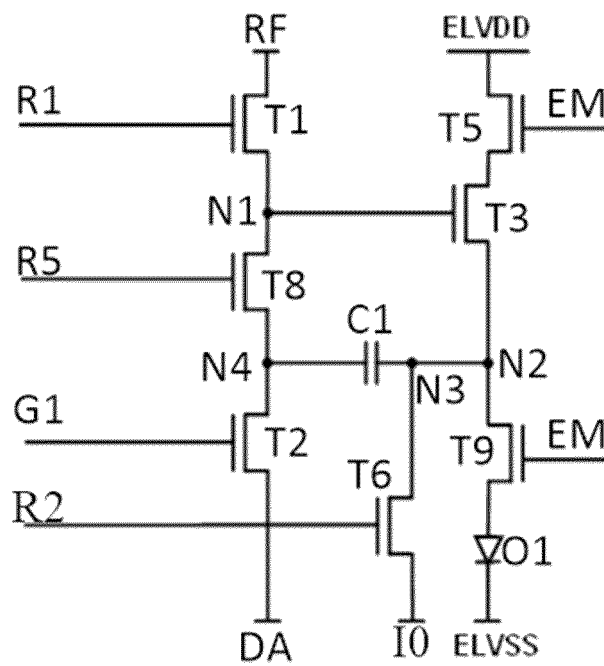 RF
ELVDD
R1
T1
T5
EM
N1
T3
R5
T8
C1
N4
N3
N2
G1
T2
T6
T9
EM
R2
O1
DA
I0
ELVSS